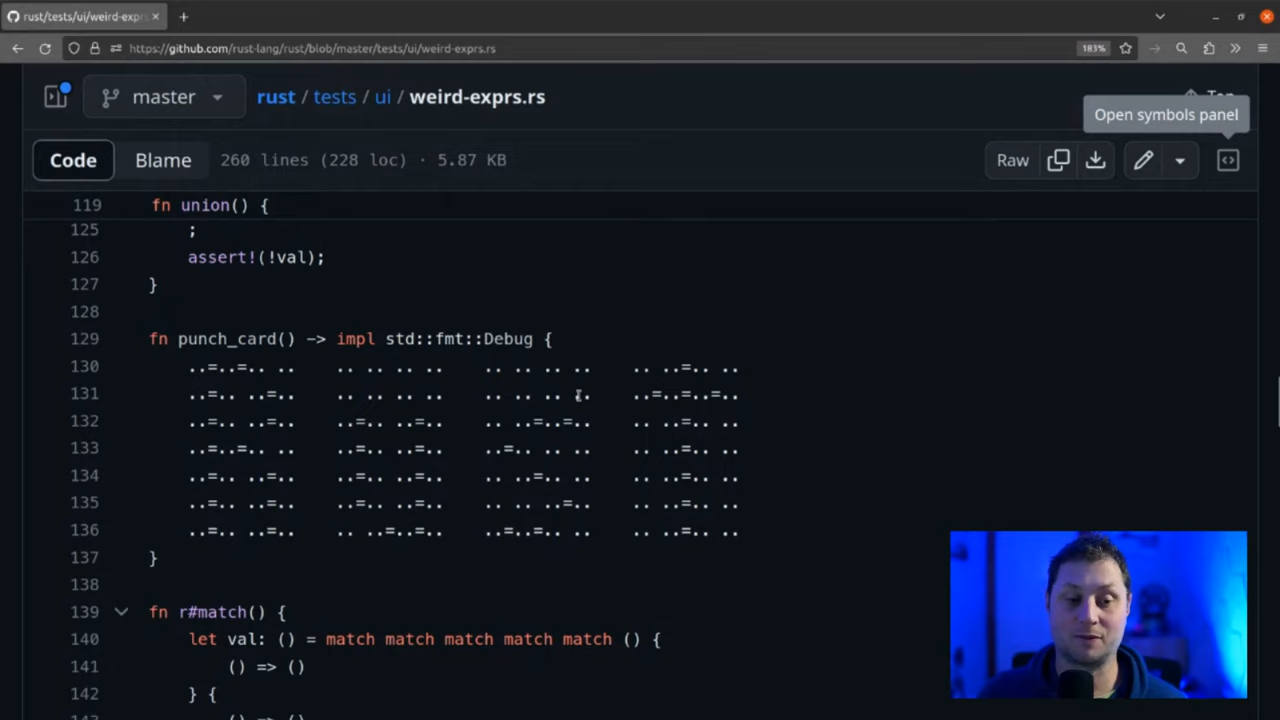 rust/tests/ui/weird-exprs
https://github.com/rust-lang/rust/blob/master/tests/ui/weird-exprs.rs
183%
master
rust / tests / ui / weird-exprs.rs
Top
Open symbols panel
Code
Blame
260 lines (228 loc) · 5.87 KB
Raw
119 fn union() {
125 ;
126 assert!(!val);
127 }
128
129 fn punch_card() -> impl std::fmt::Debug {
130 ..=..=.. .. .. .. .. .. .. .. .. .. .. ..=.. ..
131 ..=.. ..=.. .. .. .. .. .. .. .. .. ..=..=..=..
132 ..=.. ..=.. ..=.. ..=.. .. ..=..=.. .. ..=.. ..
133 ..=..=.. .. ..=.. ..=.. ..=.. .. .. .. ..=.. ..
134 ..=.. ..=.. ..=.. ..=.. .. ..=.. .. .. ..=.. ..
135 ..=.. ..=.. ..=.. ..=.. .. .. ..=.. .. ..=.. ..
136 ..=.. ..=.. .. ..=..=.. ..=..=.. .. .. ..=.. ..
137 }
138
139 fn r#match() {
140 let val: () = match match match match match () {
141 () => ()
142 } {